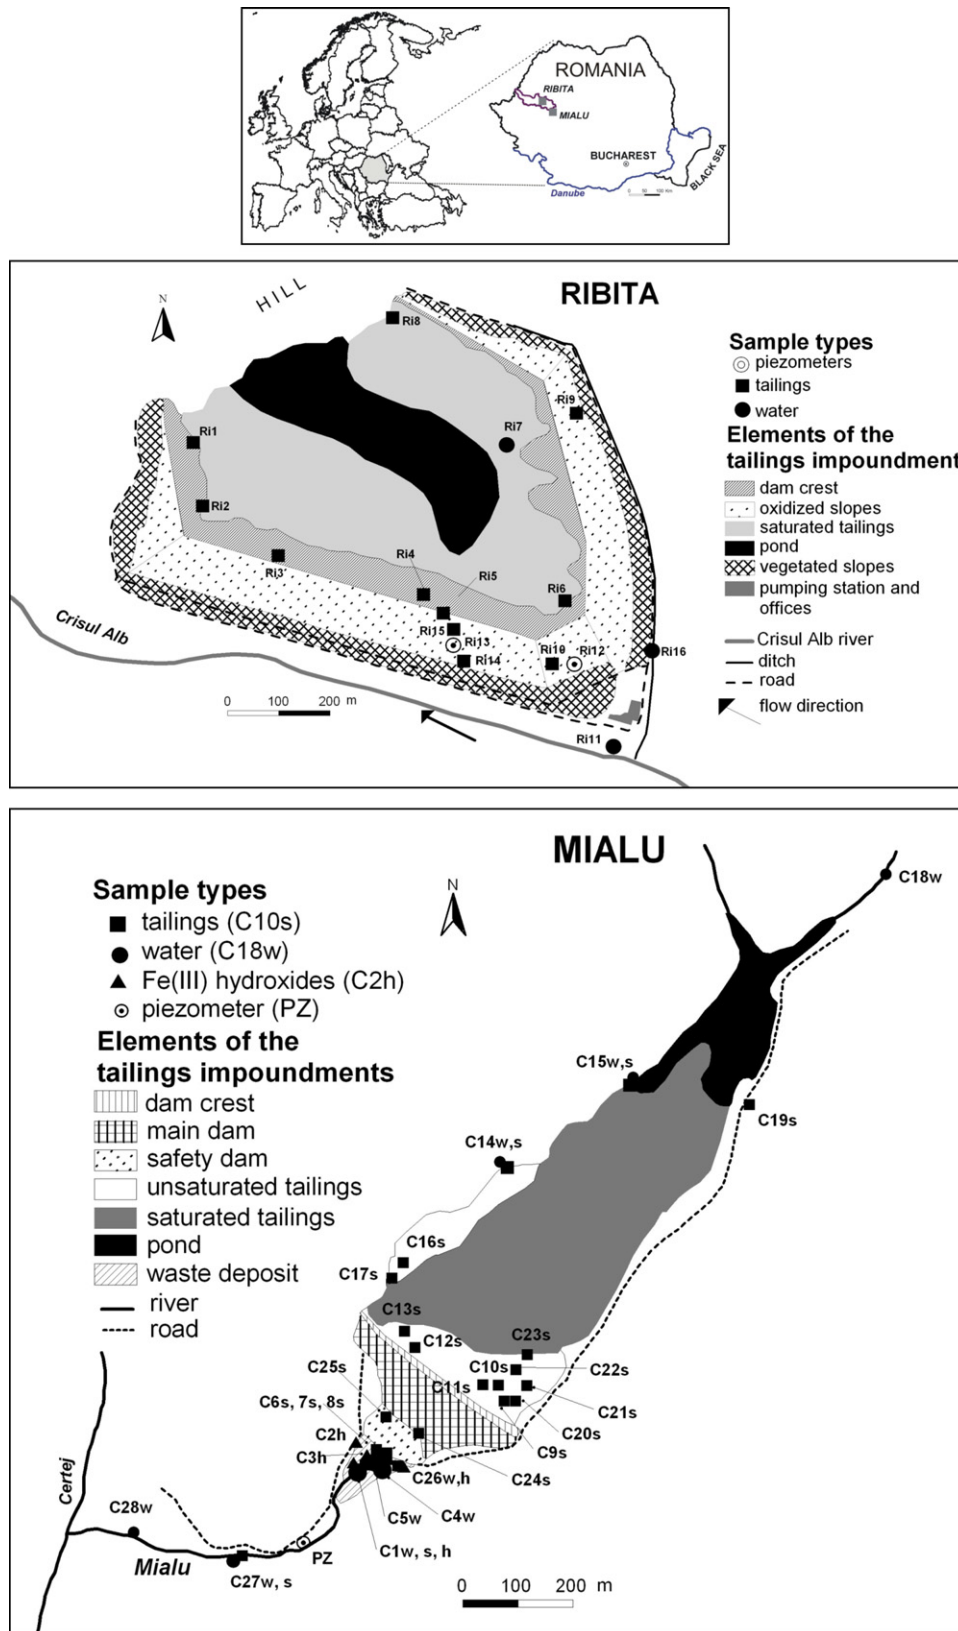 ROMANIA
RIBITA
MIALU
BUCHAREST
BLACK SEA
Danube
0 50 100 km
RIBITA
N
HILL
Ri8
Ri9
Ri7
Ri1
Ri2
Ri3
Ri4
Ri5
Ri6
Ri15
Ri13
Ri14
Ri10
Ri12
Ri16
Ri11
Crisul Alb
0 100 200 m
Sample types
piezometers
tailings
water
Elements of the
tailings impoundment
dam crest
oxidized slopes
saturated tailings
pond
vegetated slopes
pumping station and
offices
Crisul Alb river
ditch
road
flow direction
MIALU
N
Sample types
tailings (C10s)
water (C18w)
Fe(III) hydroxides (C2h)
piezometer (PZ)
Elements of the
tailings impoundments
dam crest
main dam
safety dam
unsaturated tailings
saturated tailings
pond
waste deposit
river
road
C18w
C15w,s
C19s
C14w,s
C16s
C17s
C13s
C12s
C23s
C10s
C22s
C11s
C21s
C20s
C9s
C25s
C6s, 7s, 8s
C2h
C3h
C24s
C26w,h
C4w
C5w
C1w, s, h
PZ
C28w
C27w, s
Certej
Mialu
0 100 200 m